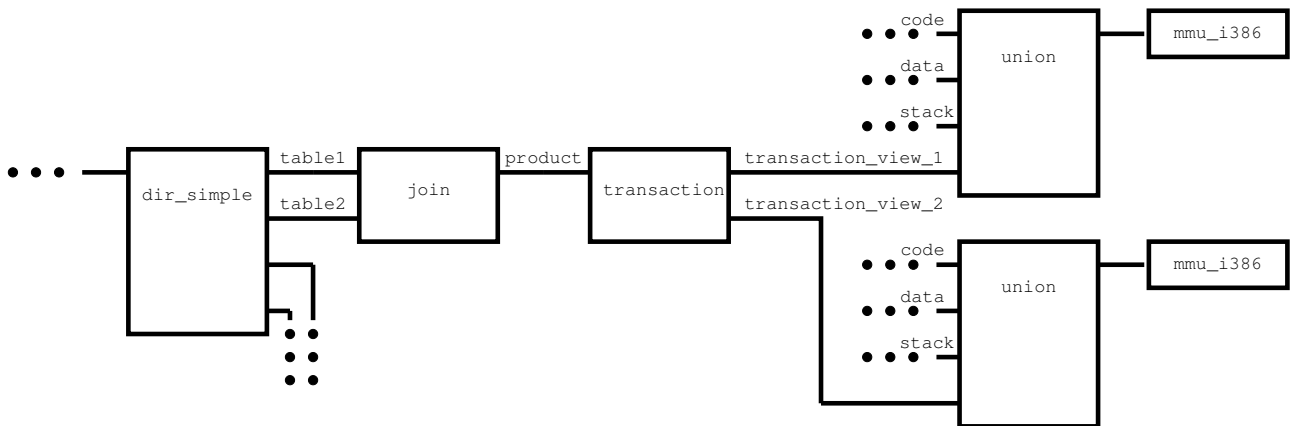 code
mmu_i386
union
data
stack
table1
product
transaction_view_1
dir_simple
join
transaction
table2
transaction_view_2
code
mmu_i386
union
data
stack